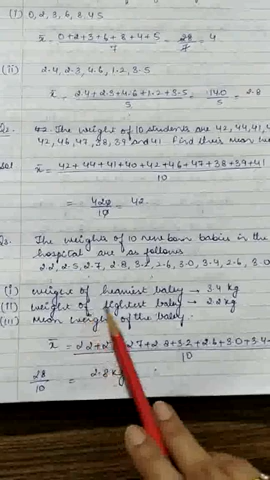 (i) 0, 2, 3, 6, 8, 4 5
x̄ = 0+2+3+6+8+4+5 / 7 = 28 / 7 = 4
(ii) 2.4, 2.3, 4.6, 1.2, 3.5
x̄ = 2.4+2.3+4.6+1.2+3.5 / 5 = 140 / 5 = 2.8
The weight of 10 students are 42, 44, 41, 4
42, 46, 47, 38, 39 and 41. Find their mean we
Sol x̄ = 42+44+41+40+42+46+47+38+39+41 / 10
= 420 / 10 = 42
Q3. The weights of 10 new born babies in the
hospital are as follows
2.2, 2.5, 2.7, 2.8, 3.2, 2.6, 3.0, 3.4, 2.6, 3.0
(i) weight of heaviest baby → 3.4 kg
(ii) weight of lightest baby → 2.2 kg
(iii) Mean weight of the baby.
x̄ = 2.2+2. 2.7+2.8+3.2+2.6+3.0+3.4 / 10
28 / 10 = 2.8 kg